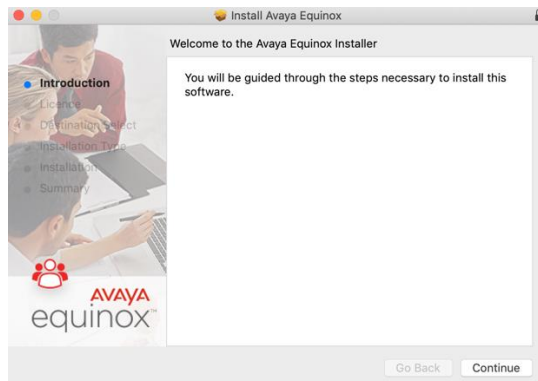 Install Avaya Equinox
Welcome to the Avaya Equinox Installer
Introduction
Licence
Destination Select
Installation Type
Installation
Summary
You will be guided through the steps necessary to install this
software.
AVAYA
equinox™
Go Back
Continue